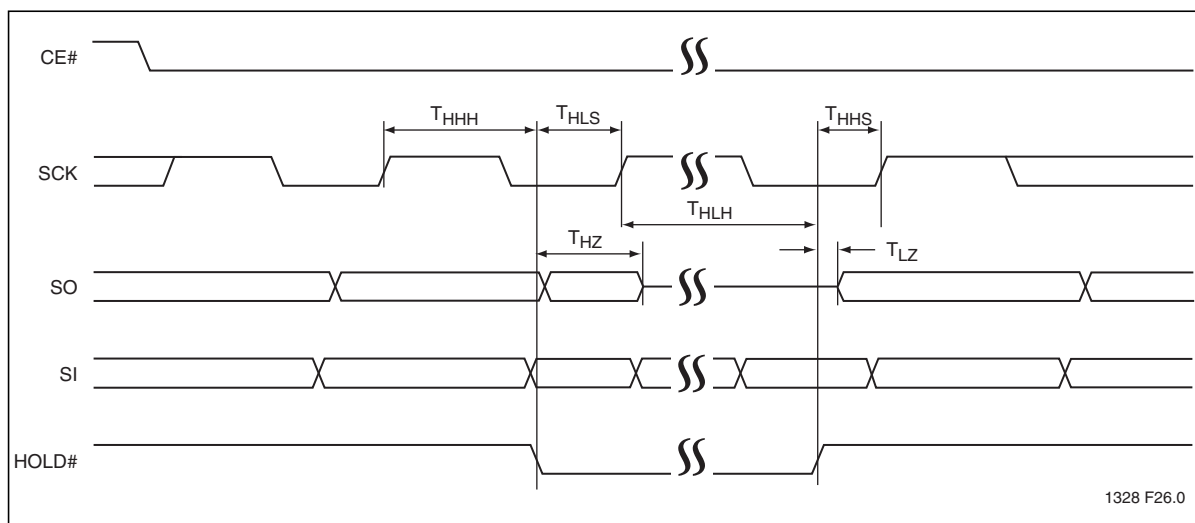 CE#
THHH
THLS
THHS
SCK
THLH
THZ
TLZ
SO
SI
HOLD#
1328 F26.0